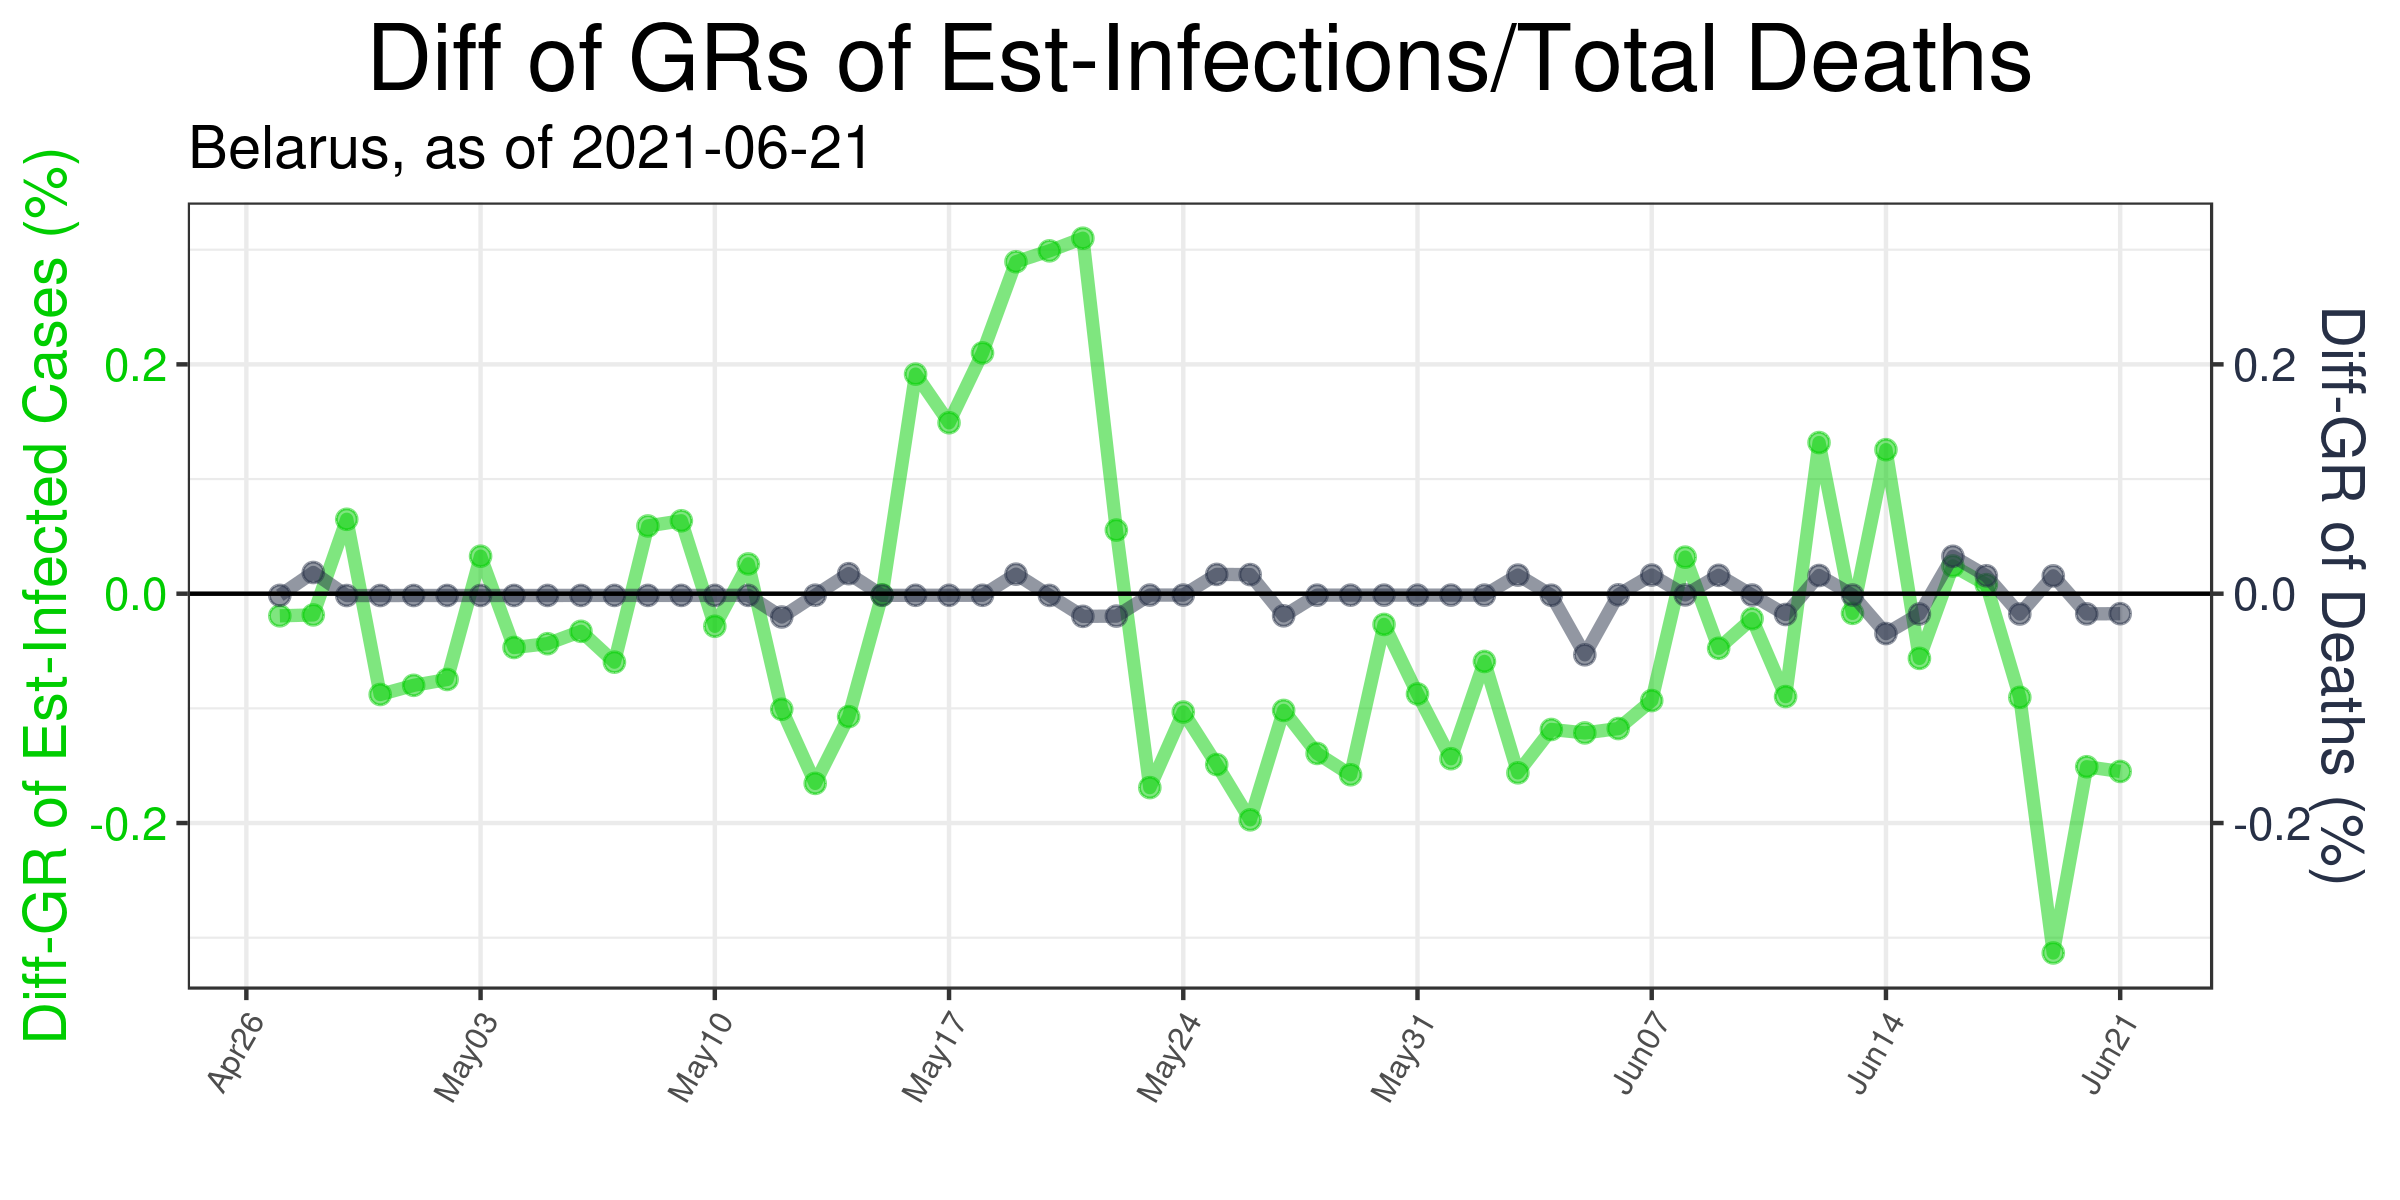 Diff of GRs of Est-Infections/Total Deaths
Belarus, as of 2021-06-21
Diff-GR of Est-Infected Cases (%)
0.2
0.0
-0.2
0.2
0.0
-0.2
Diff-GR of Deaths (%)
Apr26
May03
May10
May17
May24
May31
Jun07
Jun14
Jun21